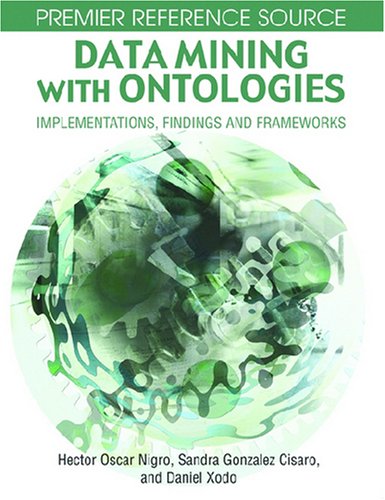 PREMIER REFERENCE SOURCE
DATA MINING
WITH ONTOLOGIES
IMPLEMENTATIONS, FINDINGS AND FRAMEWORKS
Hector Oscar Nigro, Sandra Gonzalez Cisaro,
and Daniel Xodo